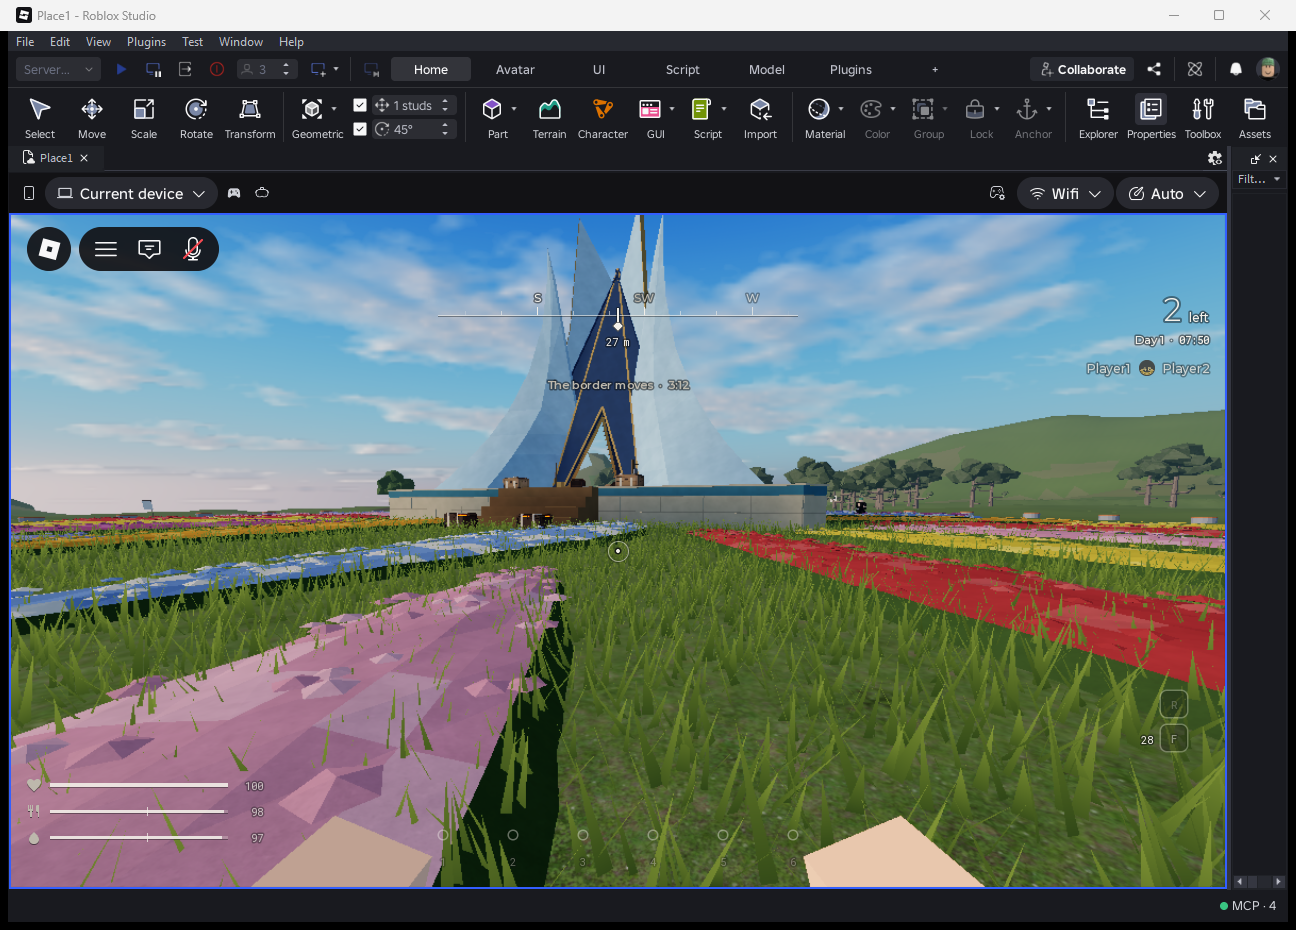 Place1 - Roblox Studio
File Edit View Plugins Test Window Help
Server... 3 Home Avatar UI Script Model Plugins + Collaborate
1 studs
45°
Select Move Scale Rotate Transform Geometric Part Terrain Character GUI Script Import Material Color Group Lock Anchor Explorer Properties Toolbox Assets
Place1
Filt...
Current device Wifi Auto
S SW W
27 m
2 left
Day1 · 07:50
Player1 Player2
The border moves · 3:12
R
28 F
100
98
97
1 2 3 4 5 6
MCP · 4